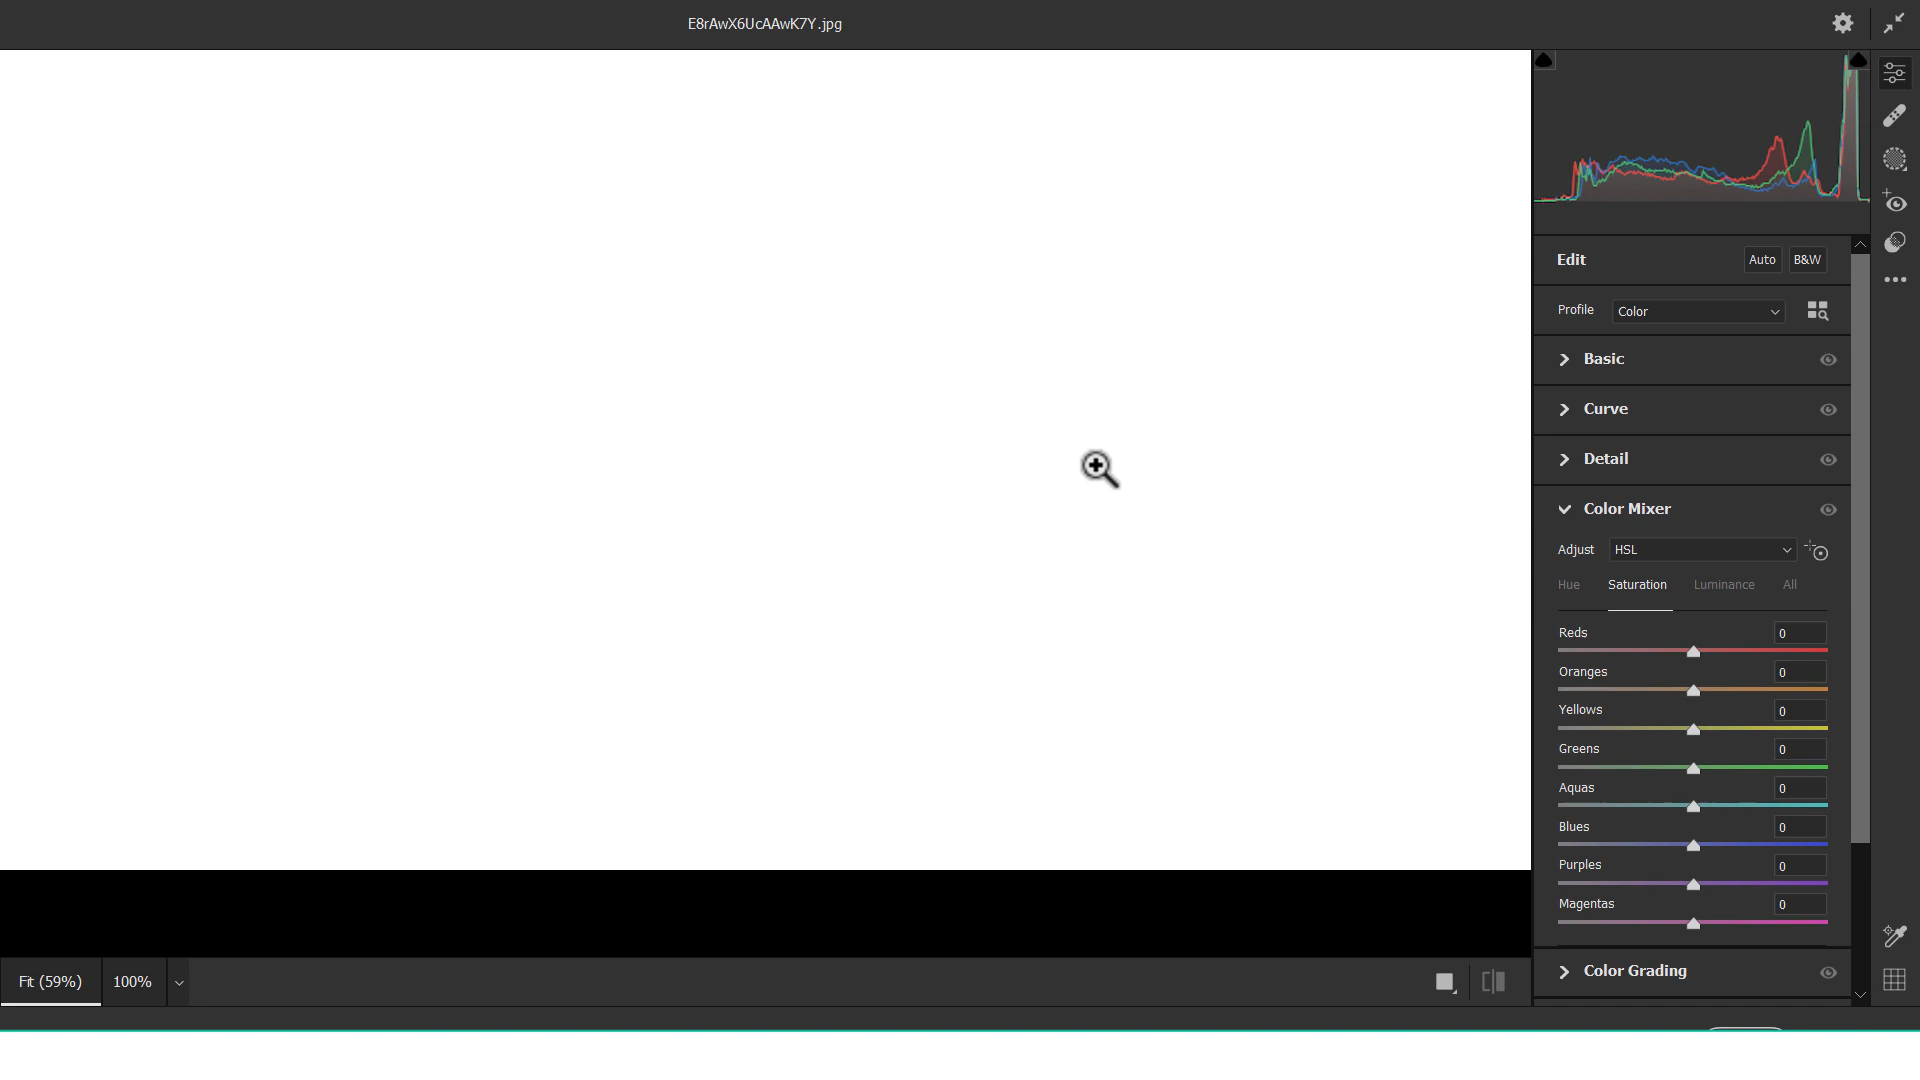 E8rAwX6UcAAwK7Y.jpg
Edit
Auto
B&W
Profile
Color
Basic
Curve
Detail
Color Mixer
Adjust
HSL
Hue
Saturation
Luminance
All
Reds
0
Oranges
0
Yellows
0
Greens
0
Aquas
0
Blues
0
Purples
0
Magentas
0
Color Grading
Fit (59%)
100%